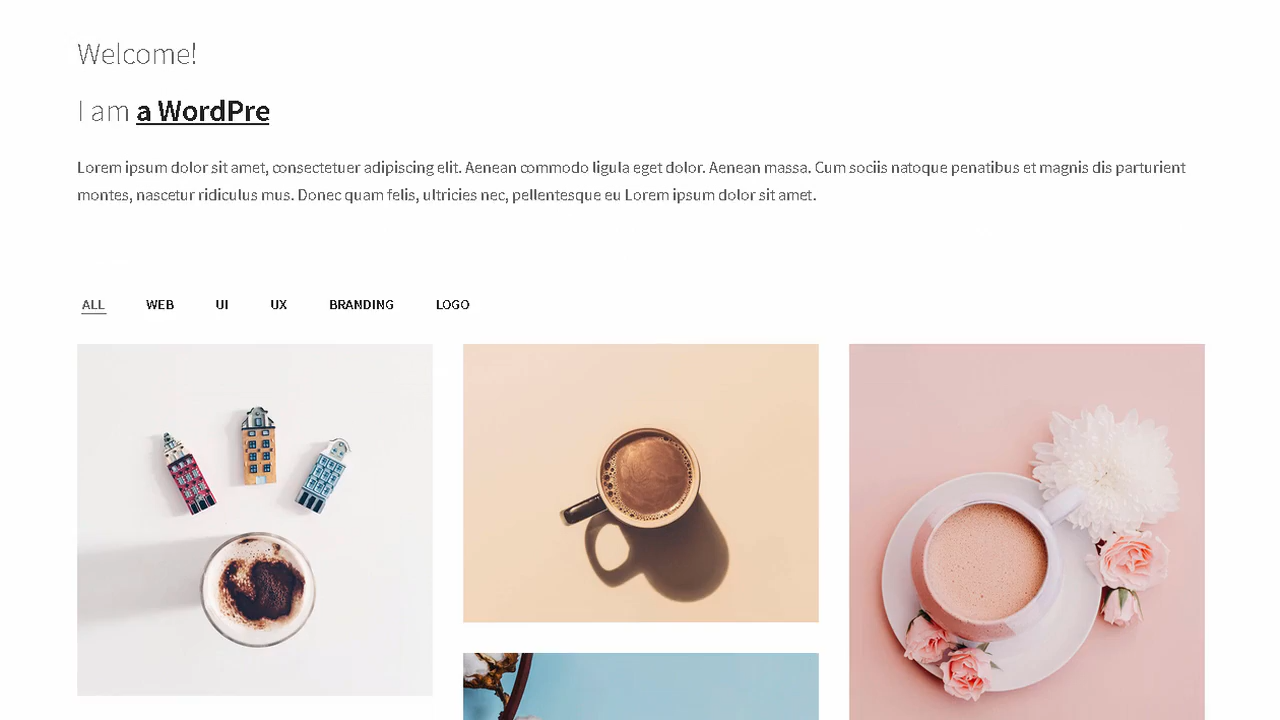 Welcome!
I am a WordPre
Lorem ipsum dolor sit amet, consectetuer adipiscing elit. Aenean commodo ligula eget dolor. Aenean massa. Cum sociis natoque penatibus et magnis dis parturient
montes, nascetur ridiculus mus. Donec quam felis, ultricies nec, pellentesque eu Lorem ipsum dolor sit amet.
ALL WEB UI UX BRANDING LOGO